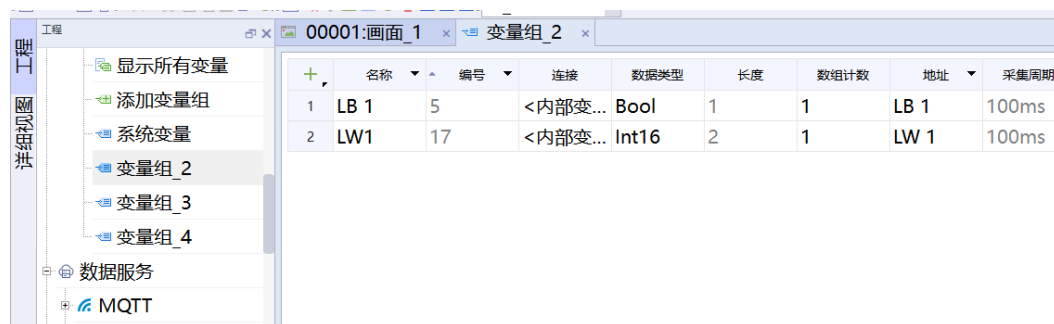 工程 00001:画面_1 × 变量组_2 ×
工程
详细视图
显示所有变量
添加变量组
系统变量
变量组_2
变量组_3
变量组_4
数据服务
MQTT
名称 编号 连接 数据类型 长度 数组计数 地址 采集周期
1 LB 1 5 <内部变... Bool 1 1 LB 1 100ms
2 LW1 17 <内部变... Int16 2 1 LW 1 100ms